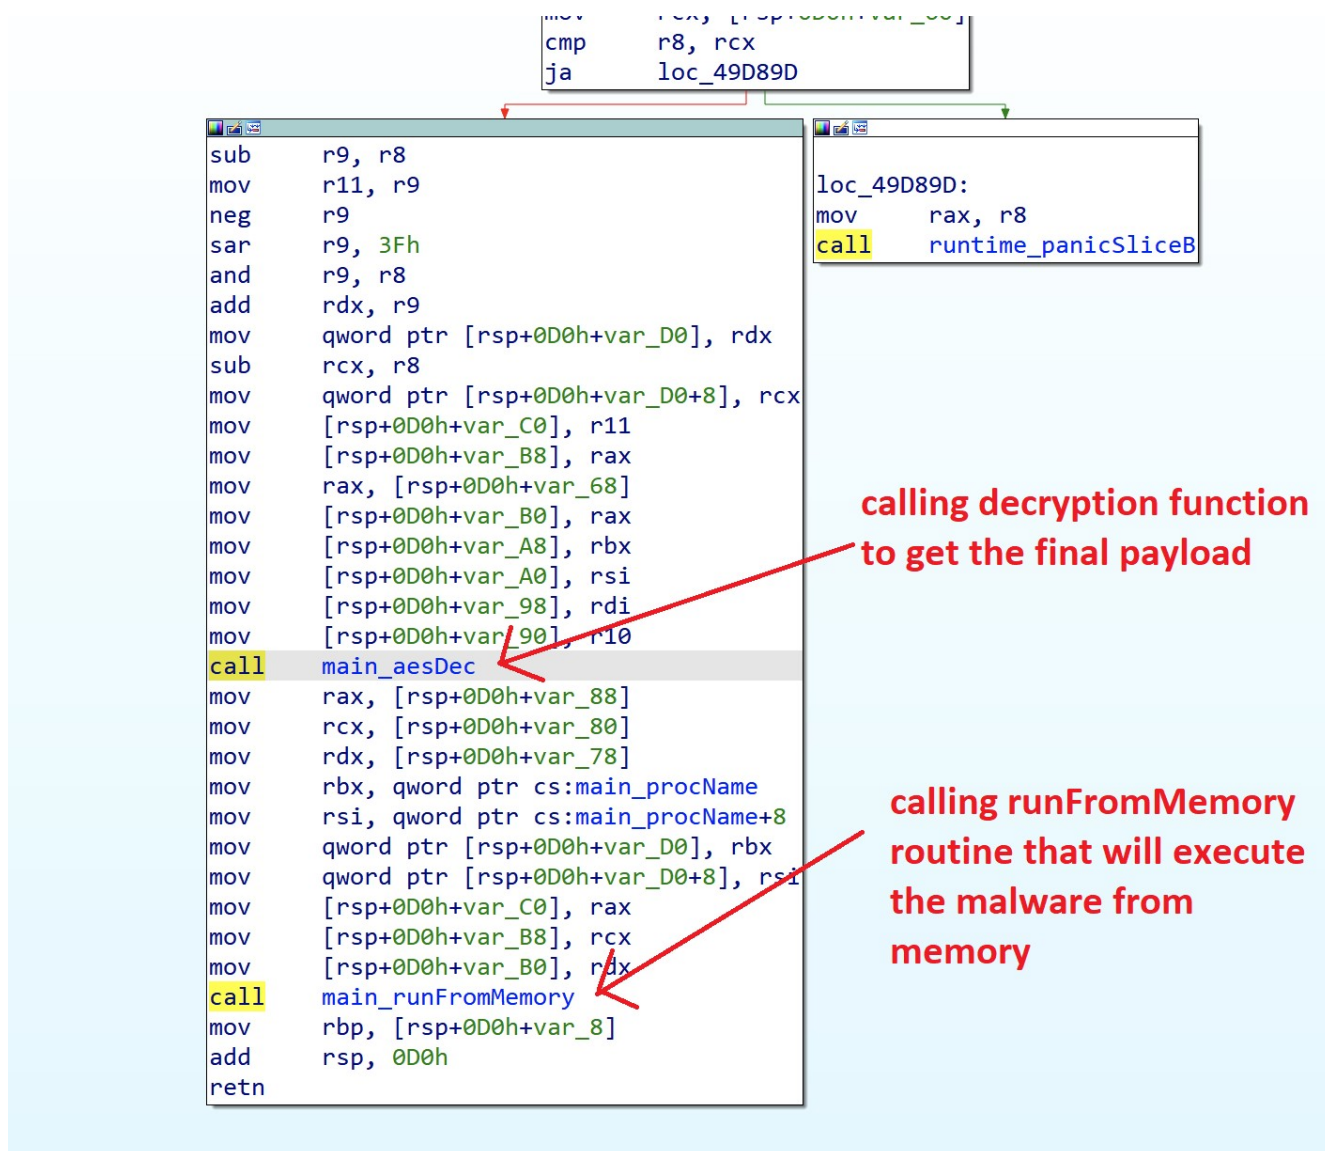 cmp r8, rcx
ja loc_49D89D
sub r9, r8
mov r11, r9
neg r9
sar r9, 3Fh
and r9, r8
add rdx, r9
mov qword ptr [rsp+0D0h+var_D0], rdx
sub rcx, r8
mov qword ptr [rsp+0D0h+var_D0+8], rcx
mov [rsp+0D0h+var_C0], r11
mov [rsp+0D0h+var_B8], rax
mov rax, [rsp+0D0h+var_68]
mov [rsp+0D0h+var_B0], rax
mov [rsp+0D0h+var_A8], rbx
mov [rsp+0D0h+var_A0], rsi
mov [rsp+0D0h+var_98], rdi
mov [rsp+0D0h+var_90], r10
call main_aesDec
mov rax, [rsp+0D0h+var_88]
mov rcx, [rsp+0D0h+var_80]
mov rdx, [rsp+0D0h+var_78]
mov rbx, qword ptr cs:main_procName
mov rsi, qword ptr cs:main_procName+8
mov qword ptr [rsp+0D0h+var_D0], rbx
mov qword ptr [rsp+0D0h+var_D0+8], rsi
mov [rsp+0D0h+var_C0], rax
mov [rsp+0D0h+var_B8], rcx
mov [rsp+0D0h+var_B0], rdx
call main_runFromMemory
mov rbp, [rsp+0D0h+var_8]
add rsp, 0D0h
retn
loc_49D89D:
mov rax, r8
call runtime_panicSliceB
calling decryption function
to get the final payload
calling runFromMemory
routine that will execute
the malware from
memory